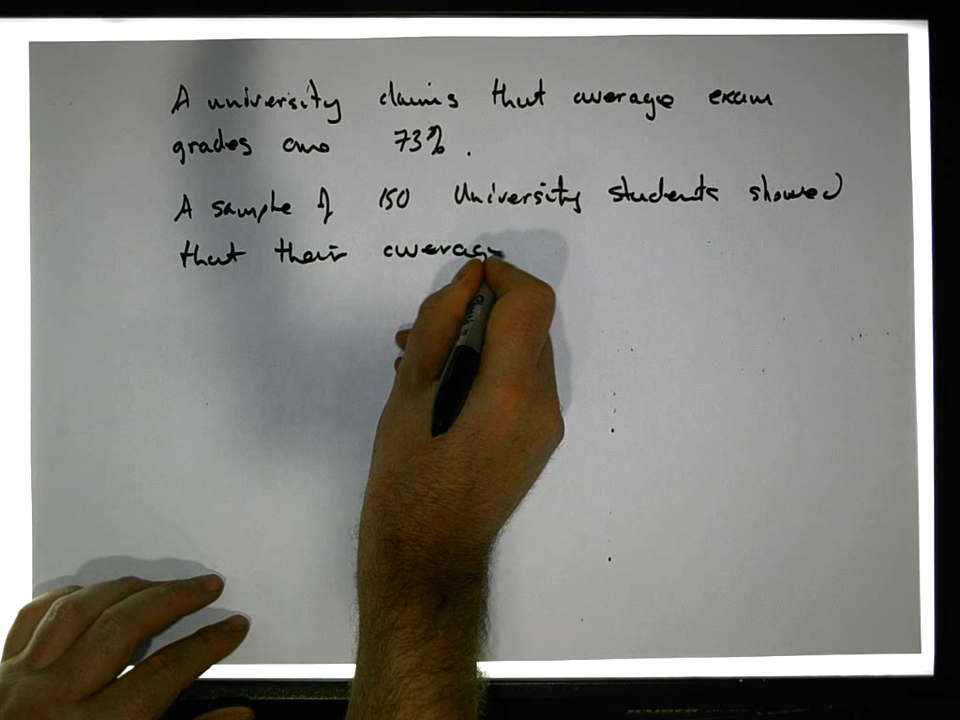 A university claims that average exam
grades are 73%.
A sample of 150 University students showed
that their average